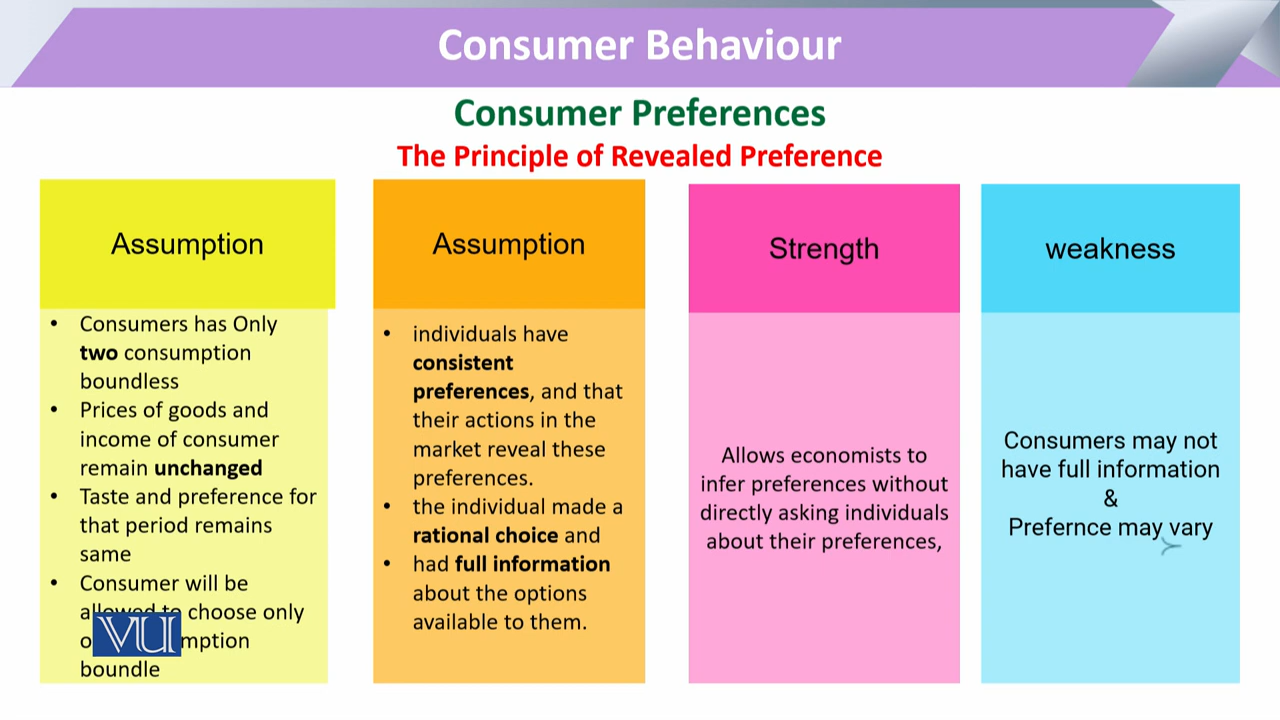 Consumer Behaviour
Consumer Preferences
The Principle of Revealed Preference
Assumption
• Consumers has Only
two consumption
boundless
• Prices of goods and
income of consumer
remain unchanged
• Taste and preference for
that period remains
same
• Consumer will be
allowed to choose only
boundle
VU
Assumption
• individuals have
consistent
preferences, and that
their actions in the
market reveal these
preferences.
• the individual made a
rational choice and
• had full information
about the options
available to them.
Strength
Allows economists to
infer preferences without
directly asking individuals
about their preferences,
weakness
Consumers may not
have full information
&
Prefernce may vary